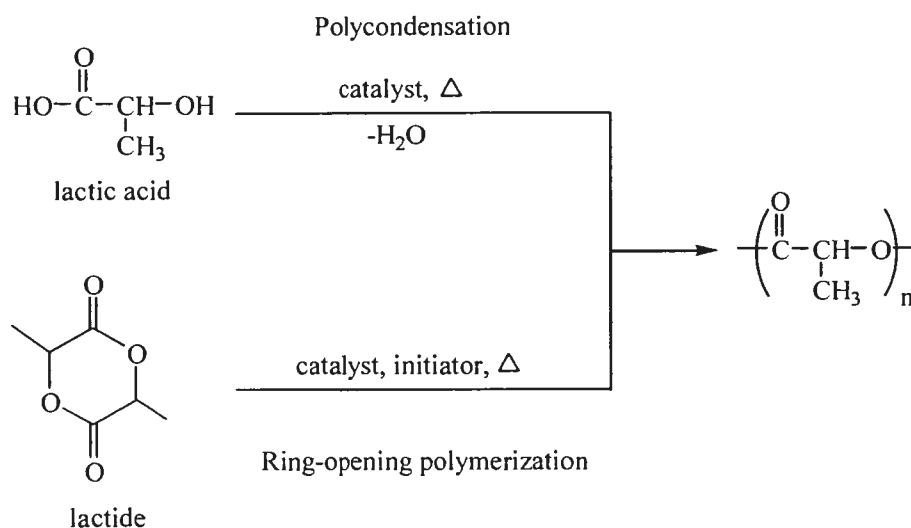 Polycondensation
O
HO-C-CH-OH
CH₃
lactic acid
catalyst, △
-H₂O
O
C-CH-O
CH₃
n
O
O
O
O
lactide
catalyst, initiator, △
Ring-opening polymerization